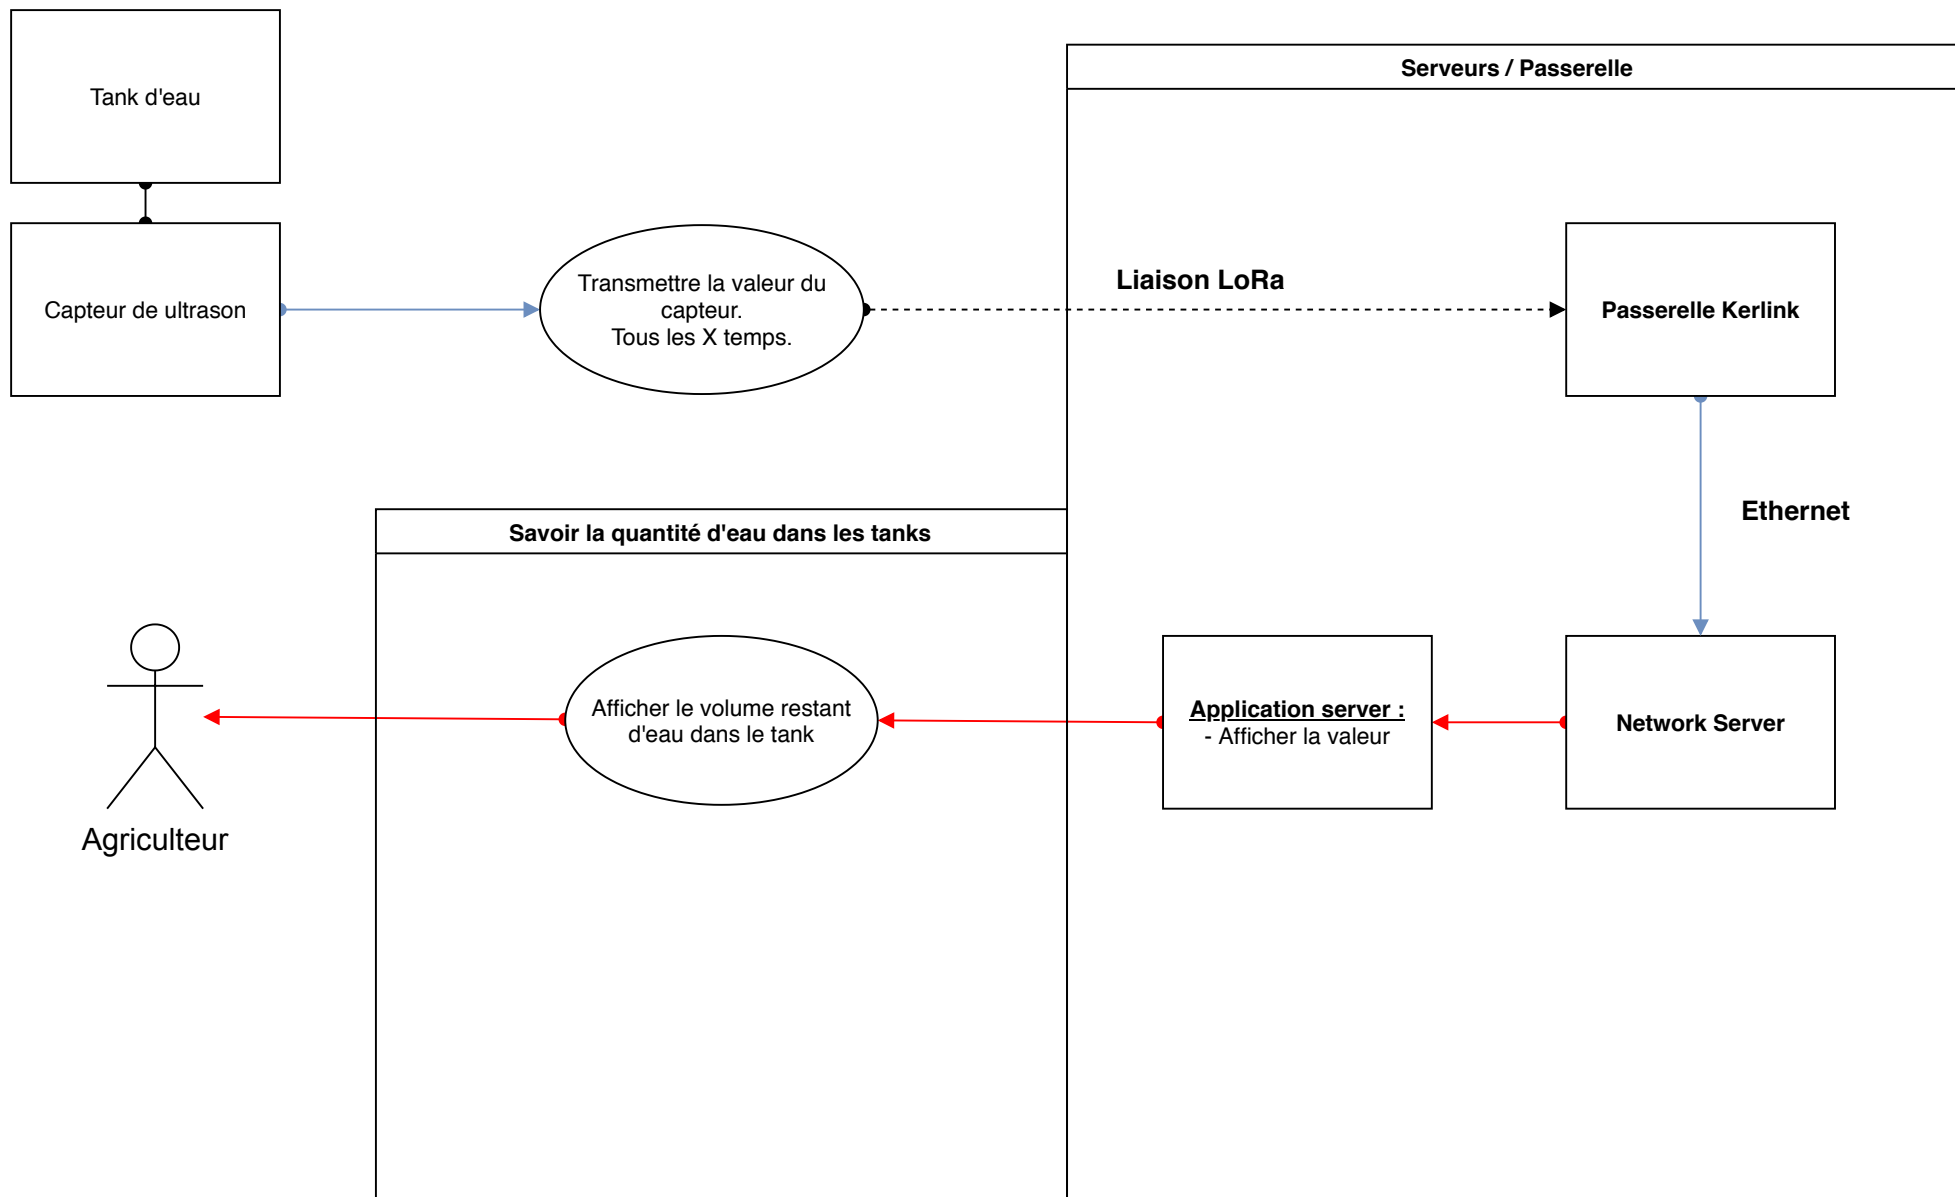 Tank d'eau
Serveurs / Passerelle
Capteur de ultrason
Transmettre la valeur du
capteur.
Tous les X temps.
Liaison LoRa
Passerelle Kerlink
Ethernet
Savoir la quantité d'eau dans les tanks
Agriculteur
Afficher le volume restant
d'eau dans le tank
Application server :
- Afficher la valeur
Network Server